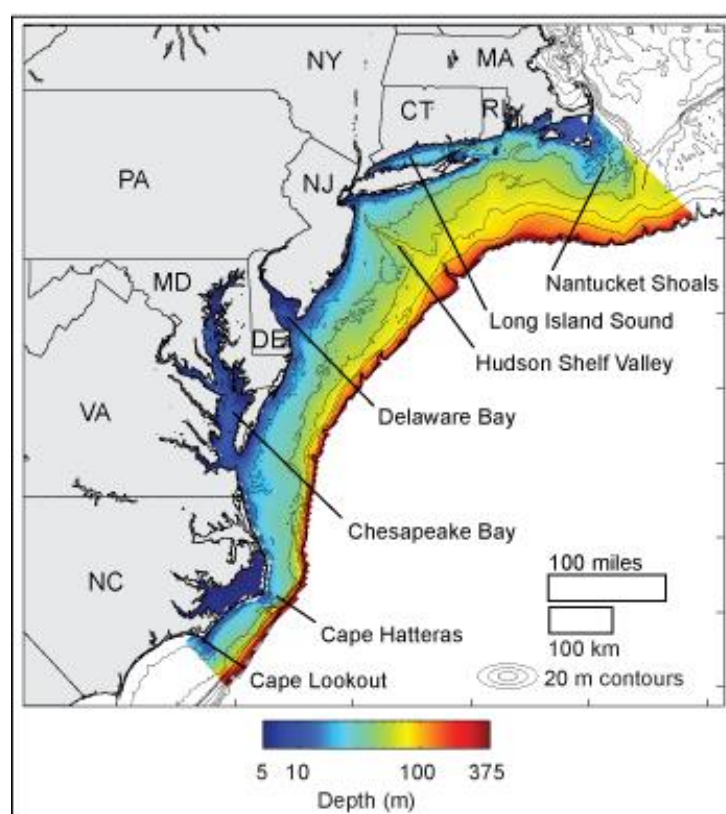 NY
MA
CT
RI
PA
NJ
MD
DE
VA
NC
Nantucket Shoals
Long Island Sound
Hudson Shelf Valley
Delaware Bay
Chesapeake Bay
Cape Hatteras
Cape Lookout
100 miles
100 km
20 m contours
5 10 100 375
Depth (m)